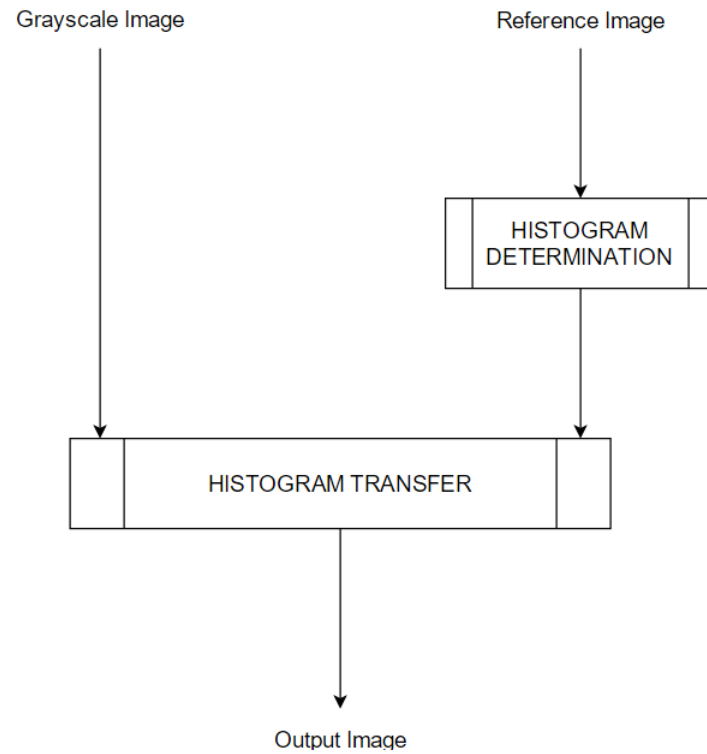 Grayscale Image
Reference Image
HISTOGRAM
DETERMINATION
HISTOGRAM TRANSFER
Output Image